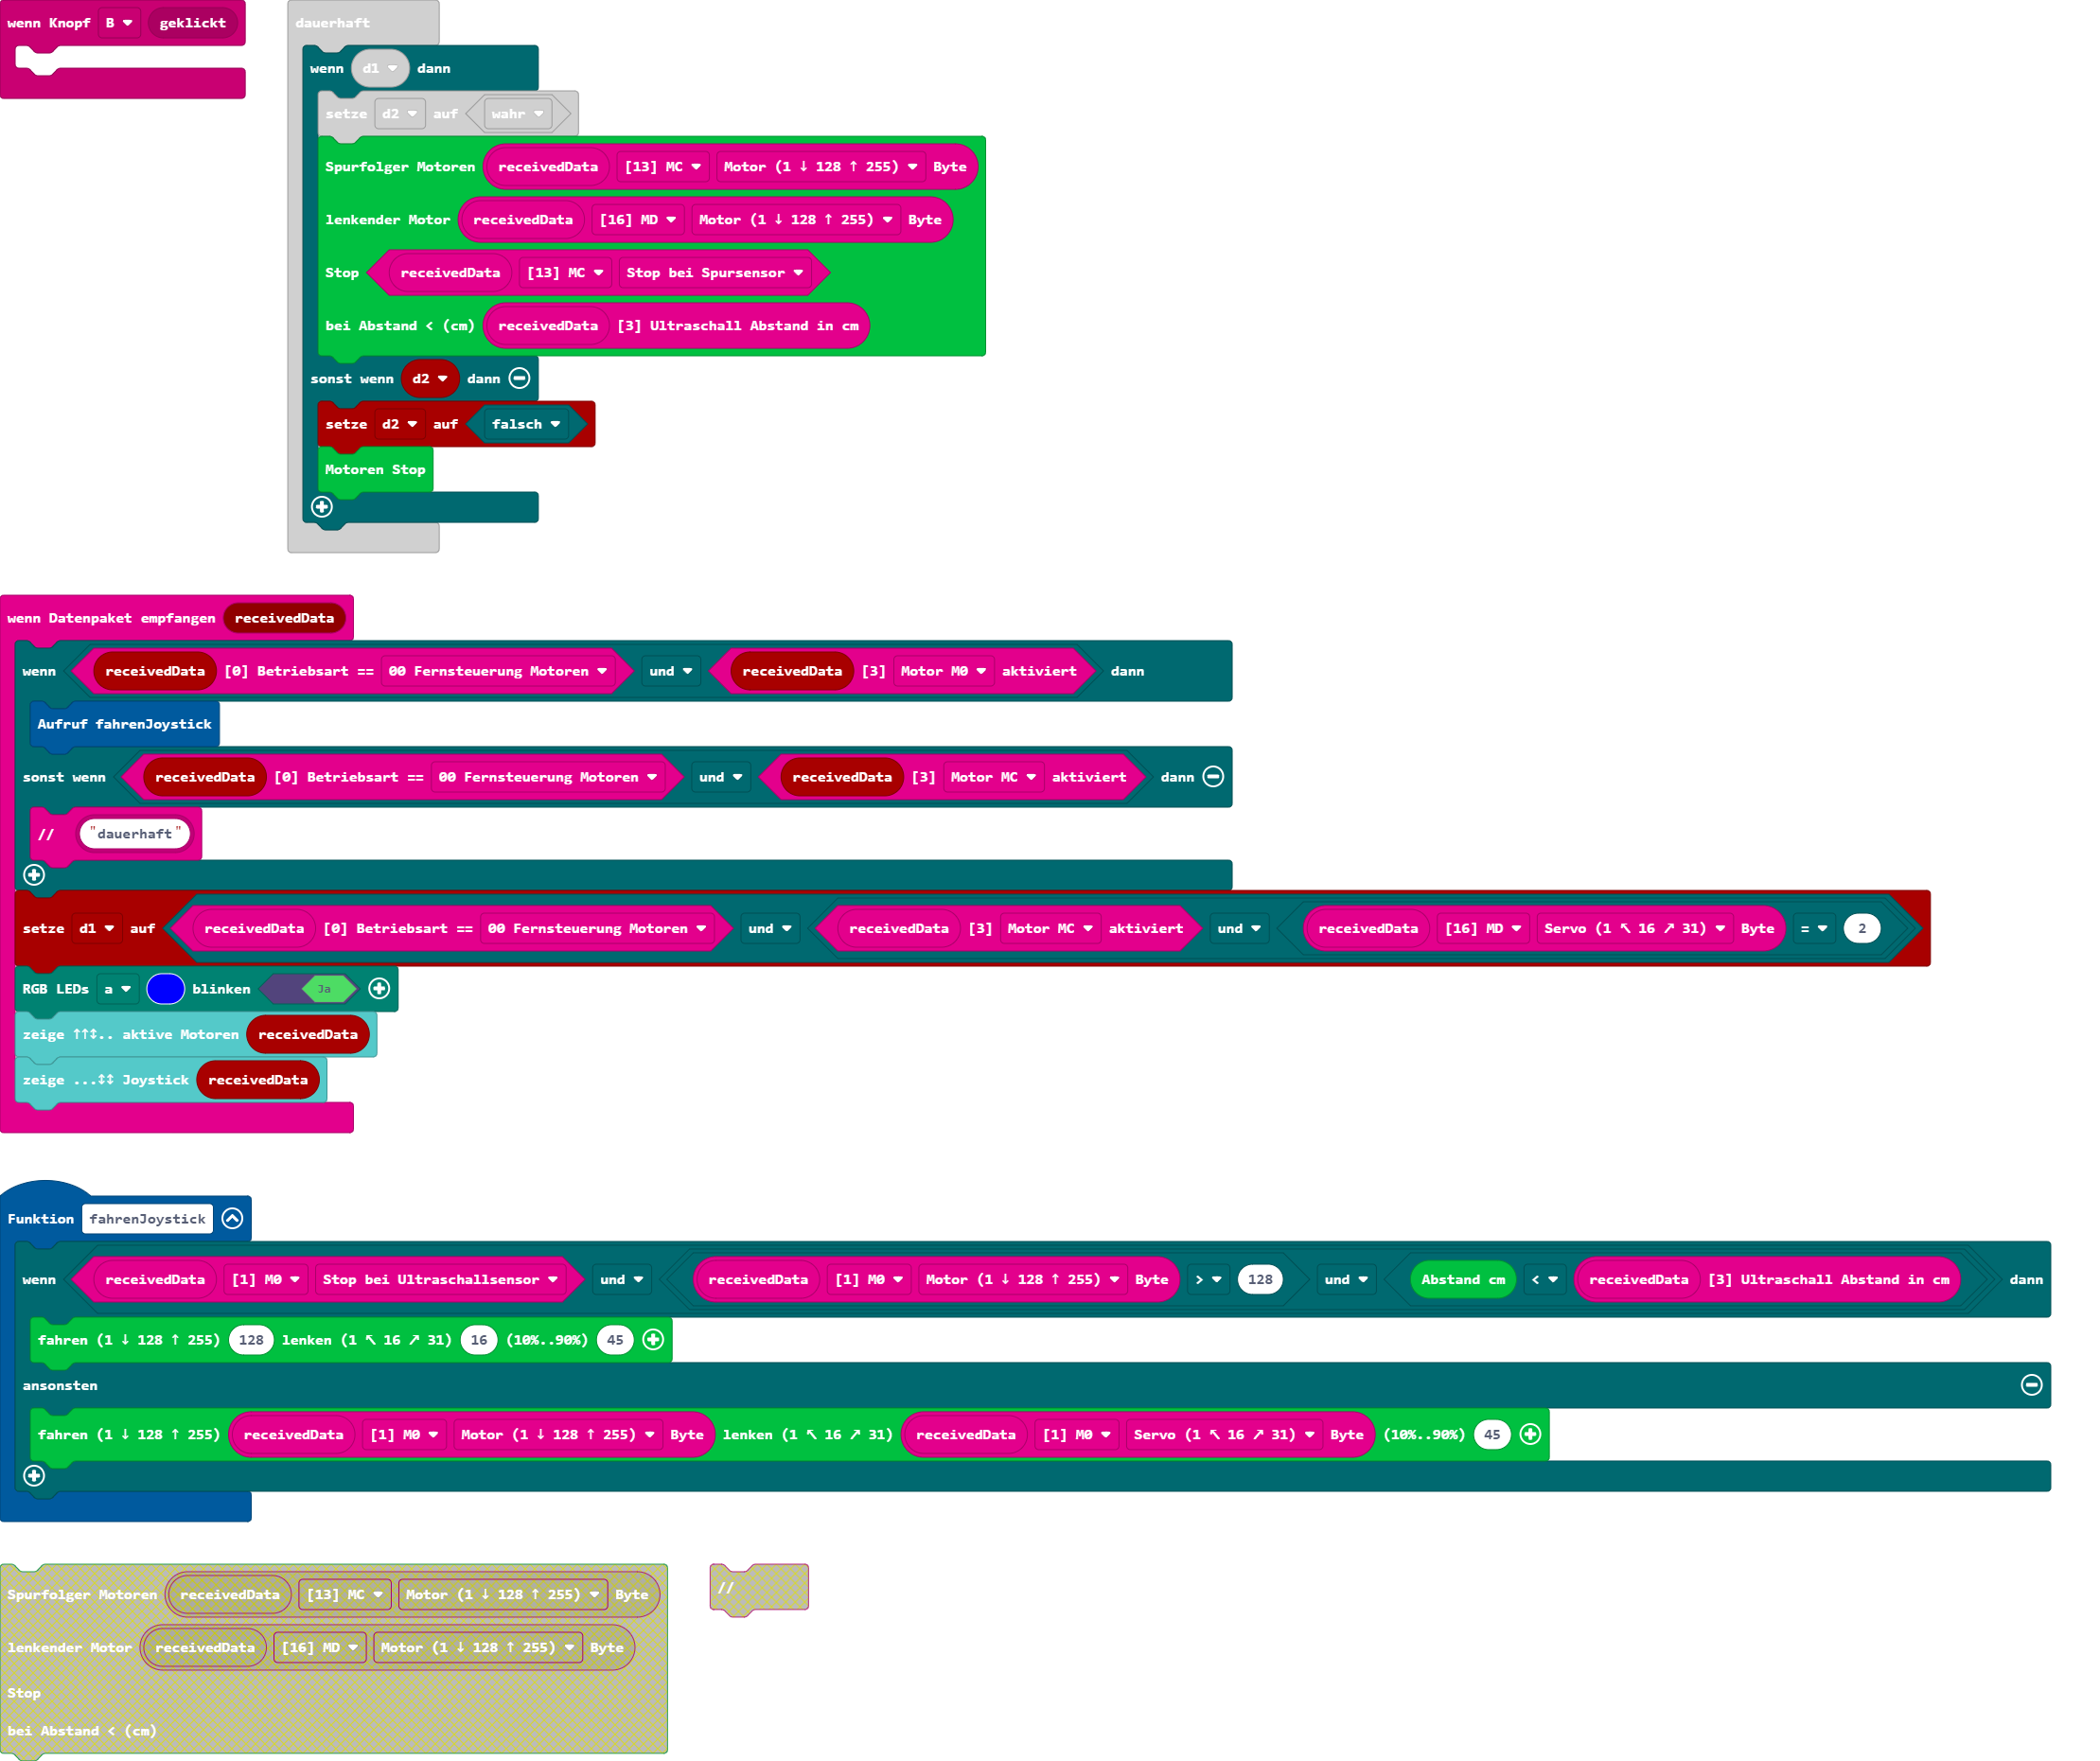 wenn Knopf B geklickt
dauerhaft
wenn d1 dann
setze d2 auf wahr
Spurfolger Motoren receivedData [13] MC Motor (1 ↓ 128 ↑ 255) Byte
lenkender Motor receivedData [16] MD Motor (1 ↓ 128 ↑ 255) Byte
Stop receivedData [13] MC Stop bei Spursensor
bei Abstand < (cm) receivedData [3] Ultraschall Abstand in cm
sonst wenn d2 dann
setze d2 auf falsch
Motoren Stop
wenn Datenpaket empfangen receivedData
wenn receivedData [0] Betriebsart == 00 Fernsteuerung Motoren und receivedData [3] Motor M0 aktiviert dann
Aufruf fahrenJoystick
sonst wenn receivedData [0] Betriebsart == 00 Fernsteuerung Motoren und receivedData [3] Motor MC aktiviert dann
// "dauerhaft"
setze d1 auf receivedData [0] Betriebsart == 00 Fernsteuerung Motoren und receivedData [3] Motor MC aktiviert und receivedData [16] MD Servo (1 ↖ 16 ↗ 31) Byte = 2
RGB LEDs a blinken Ja
zeige ↑↑↕.. aktive Motoren receivedData
zeige ...↕↕ Joystick receivedData
Funktion fahrenJoystick
wenn receivedData [1] M0 Stop bei Ultraschallsensor und receivedData [1] M0 Motor (1 ↓ 128 ↑ 255) Byte > 128 und Abstand cm < receivedData [3] Ultraschall Abstand in cm dann
fahren (1 ↓ 128 ↑ 255) 128 lenken (1 ↖ 16 ↗ 31) 16 (10%..90%) 45
ansonsten
fahren (1 ↓ 128 ↑ 255) receivedData [1] M0 Motor (1 ↓ 128 ↑ 255) Byte lenken (1 ↖ 16 ↗ 31) receivedData [1] M0 Servo (1 ↖ 16 ↗ 31) Byte (10%..90%) 45
Spurfolger Motoren receivedData [13] MC Motor (1 ↓ 128 ↑ 255) Byte
//
lenkender Motor receivedData [16] MD Motor (1 ↓ 128 ↑ 255) Byte
Stop
bei Abstand < (cm)